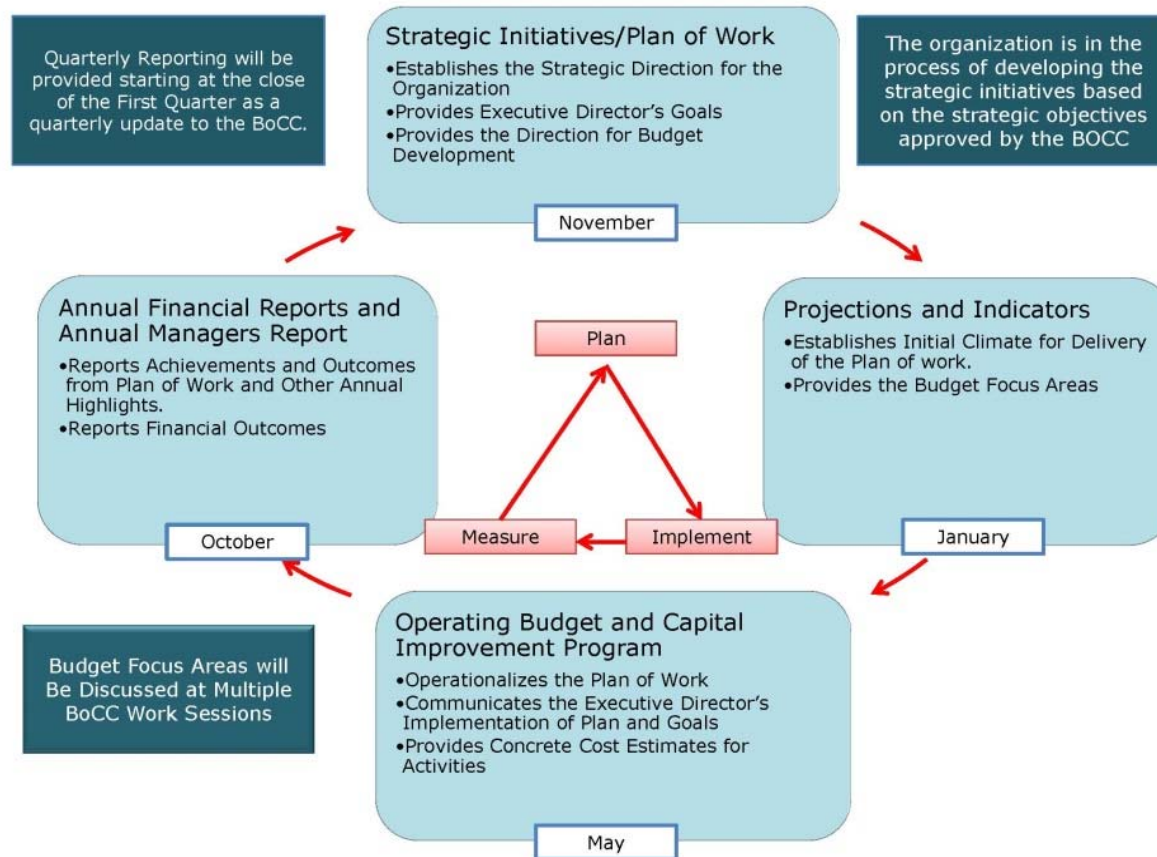 Quarterly Reporting will be
provided starting at the close
of the First Quarter as a
quarterly update to the BoCC.
Strategic Initiatives/Plan of Work
•Establishes the Strategic Direction for the
Organization
•Provides Executive Director's Goals
•Provides the Direction for Budget
Development
November
The organization is in the
process of developing the
strategic initiatives based
on the strategic objectives
approved by the BOCC
Annual Financial Reports and
Annual Managers Report
•Reports Achievements and Outcomes
from Plan of Work and Other Annual
Highlights.
•Reports Financial Outcomes
October
Plan
Measure
Implement
Projections and Indicators
•Establishes Initial Climate for Delivery
of the Plan of work.
•Provides the Budget Focus Areas
January
Budget Focus Areas will
Be Discussed at Multiple
BoCC Work Sessions
Operating Budget and Capital
Improvement Program
•Operationalizes the Plan of Work
•Communicates the Executive Director's
Implementation of Plan and Goals
•Provides Concrete Cost Estimates for
Activities
May